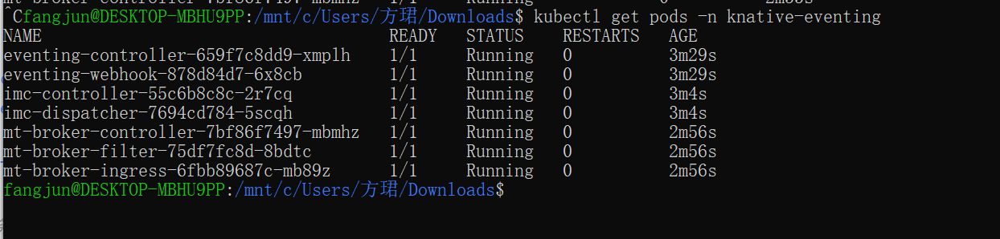 ^Cfangjun@DESKTOP-MBHU9PP:/mnt/c/Users/方珺/Downloads$ kubectl get pods -n knative-eventing
NAME READY STATUS RESTARTS AGE
eventing-controller-659f7c8dd9-xmplh 1/1 Running 0 3m29s
eventing-webhook-878d84d7-6x8cb 1/1 Running 0 3m29s
imc-controller-55c6b8c8c-2r7cq 1/1 Running 0 3m4s
imc-dispatcher-7694cd784-5scqh 1/1 Running 0 3m4s
mt-broker-controller-7bf86f7497-mbmhz 1/1 Running 0 2m56s
mt-broker-filter-75df7fc8d-8bdtc 1/1 Running 0 2m56s
mt-broker-ingress-6fbb89687c-mb89z 1/1 Running 0 2m56s
fangjun@DESKTOP-MBHU9PP:/mnt/c/Users/方珺/Downloads$